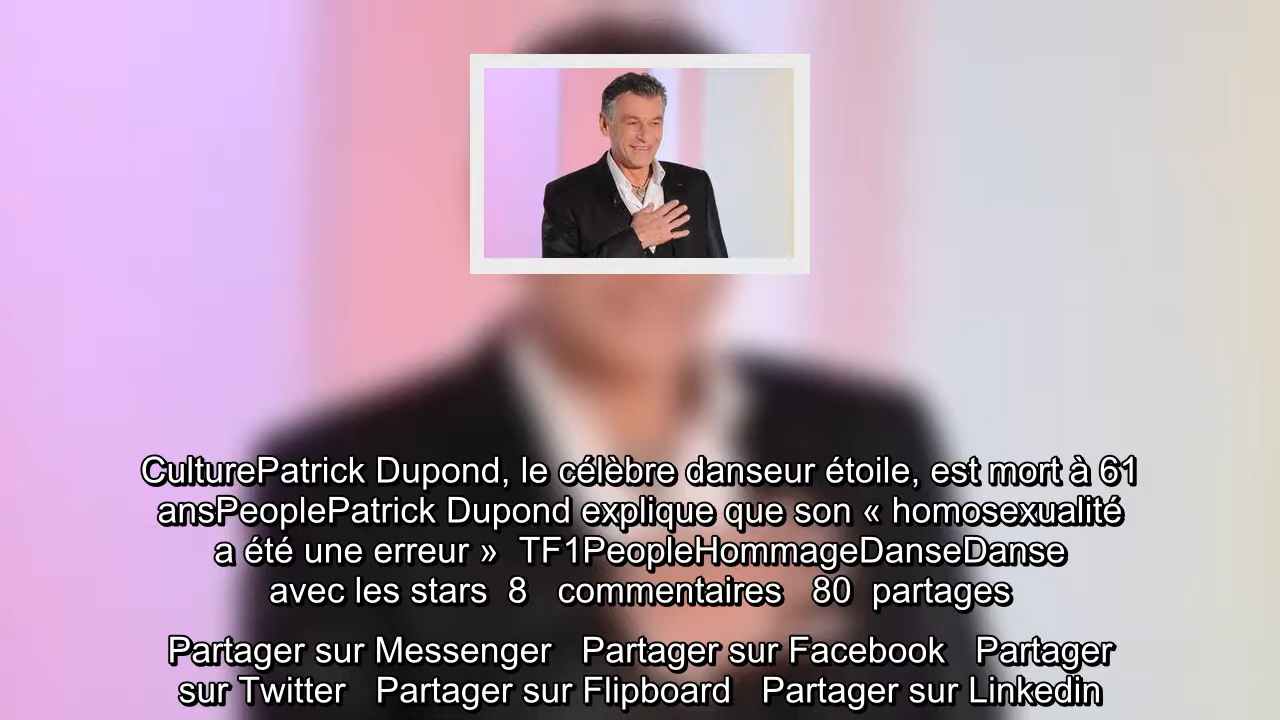 CulturePatrick Dupond, le célèbre danseur étoile, est mort à 61
ansPeoplePatrick Dupond explique que son « homosexualité
a été une erreur »  TF1PeopleHommageDanseDanse
avec les stars  8   commentaires   80  partages
Partager sur Messenger   Partager sur Facebook   Partager
sur Twitter   Partager sur Flipboard   Partager sur Linkedin